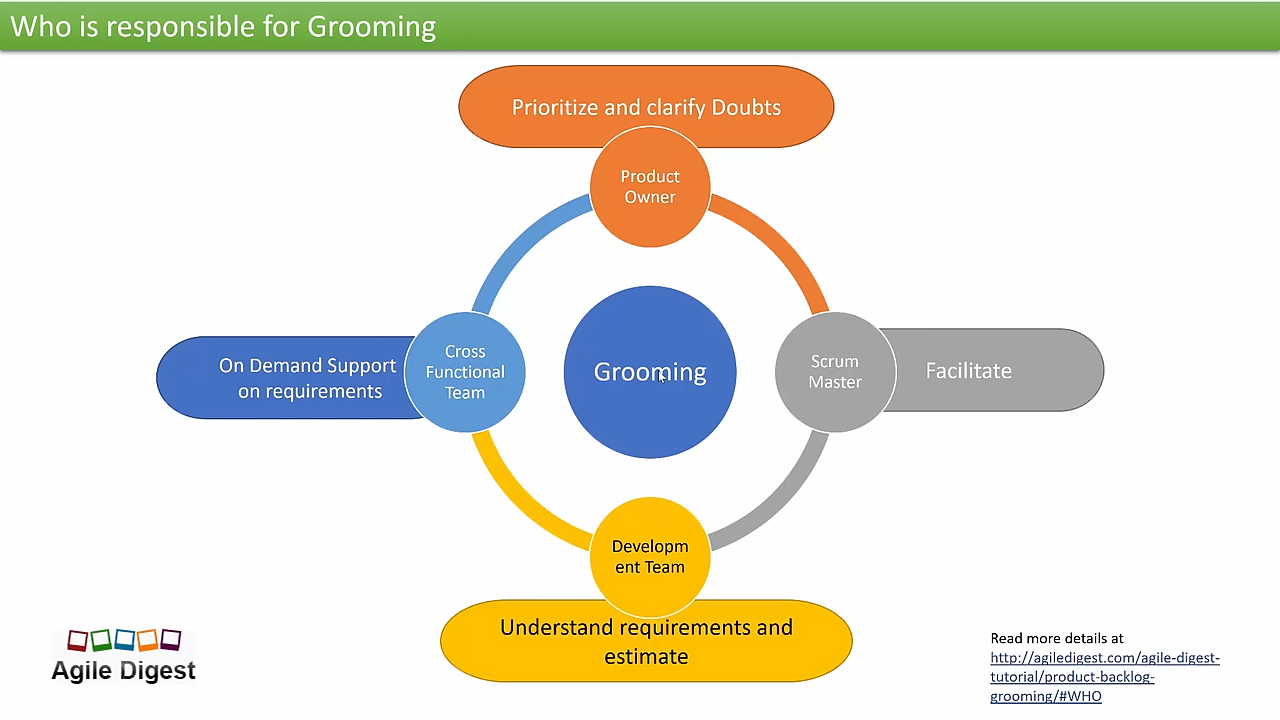 Who is responsible for Grooming
Prioritize and clarify Doubts
Product
Owner
On Demand Support
on requirements
Cross
Functional
Team
Grooming
Scrum
Master
Facilitate
Developm
ent Team
Understand requirements and
estimate
Agile Digest
Read more details at
http://agiledigest.com/agile-digest-
tutorial/product-backlog-
grooming/#WHO